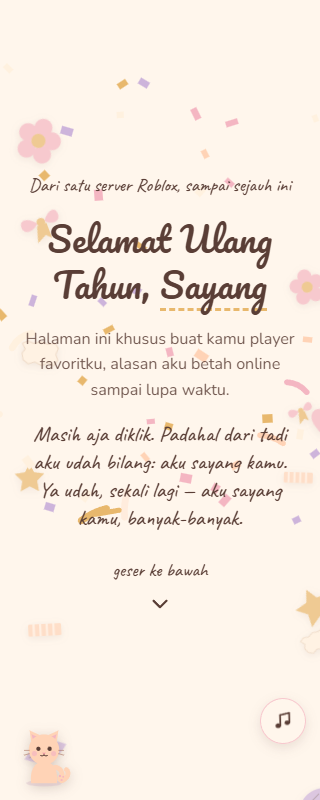 Dari satu server Roblox, sampai sejauh ini
Selamat Ulang
Tahun, Sayang
Halaman ini khusus buat kamu player
favoritku, alasan aku betah online
sampai lupa waktu.
Masih aja diklik. Padahal dari tadi
aku udah bilang: aku sayang kamu.
Ya udah, sekali lagi — aku sayang
kamu, banyak-banyak.
geser ke bawah